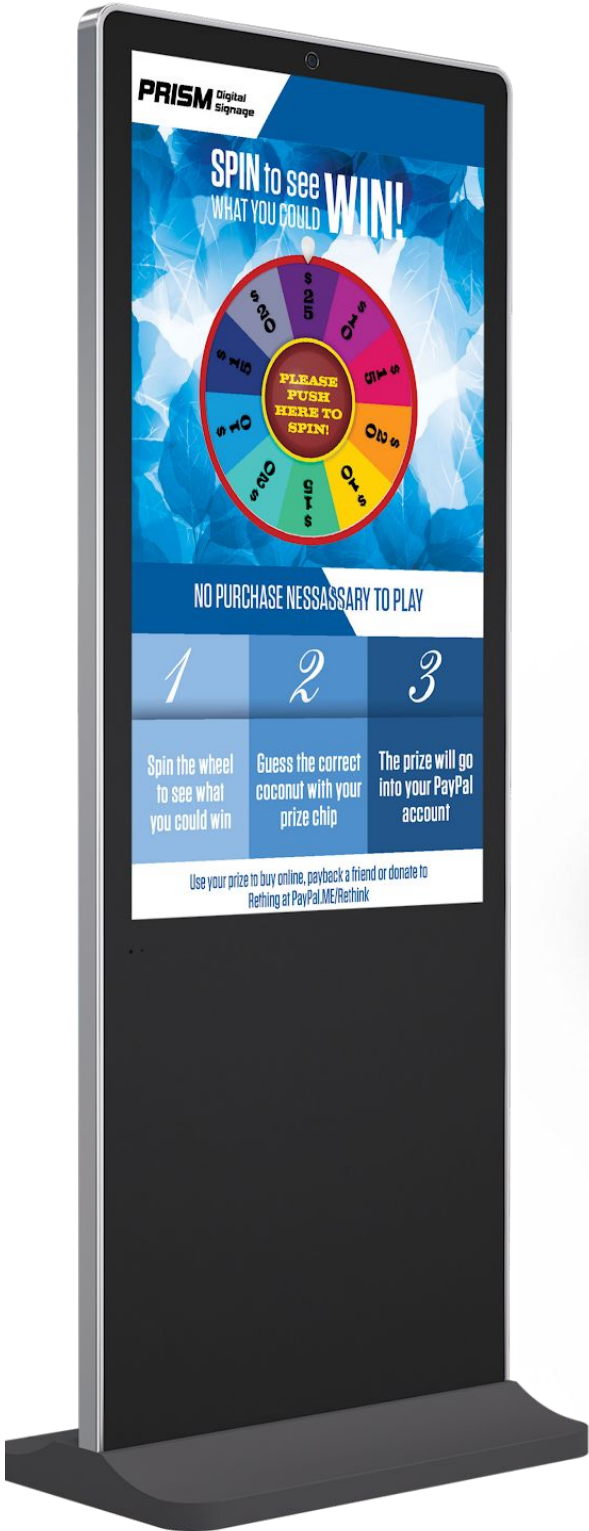 PRISM Digital
Signage
SPIN to see
WHAT YOU COULD WIN!
$25
$10
$15
$20
$10
$15
$20
$10
$15
$20
PLEASE
PUSH
HERE TO
SPIN!
NO PURCHASE NESSASSARY TO PLAY
1
2
3
Spin the wheel
to see what
you could win
Guess the correct
coconut with your
prize chip
The prize will go
into your PayPal
account
Use your prize to buy online, payback a friend or donate to
Rething at PayPal.ME/Rethink